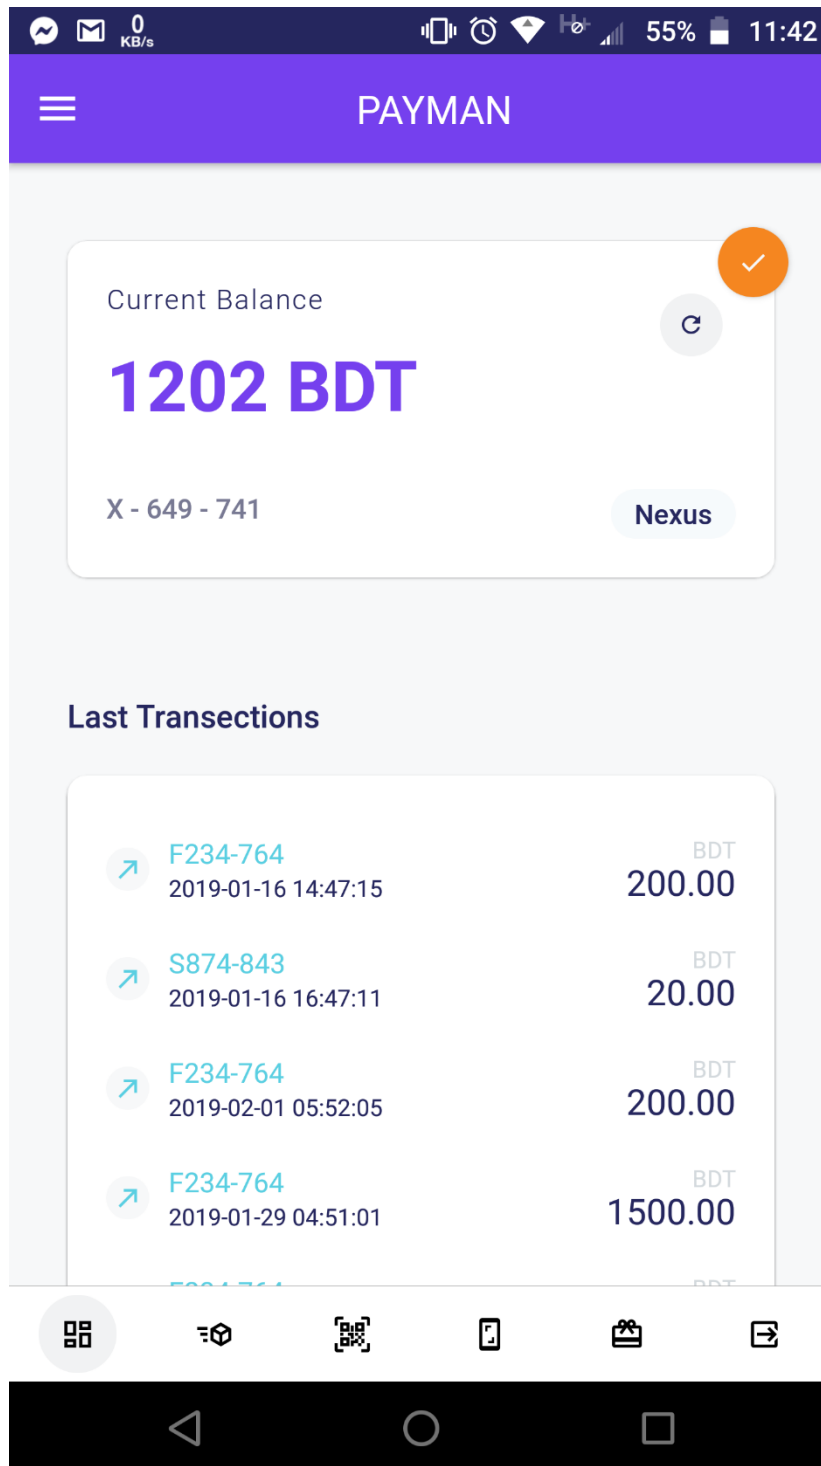 0
KB/s
H+
55%
11:42
PAYMAN
Current Balance
1202 BDT
X - 649 - 741
Nexus
Last Transections
F234-764
BDT
2019-01-16 14:47:15
200.00
S874-843
BDT
2019-01-16 16:47:11
20.00
F234-764
BDT
2019-02-01 05:52:05
200.00
F234-764
BDT
2019-01-29 04:51:01
1500.00
BDT